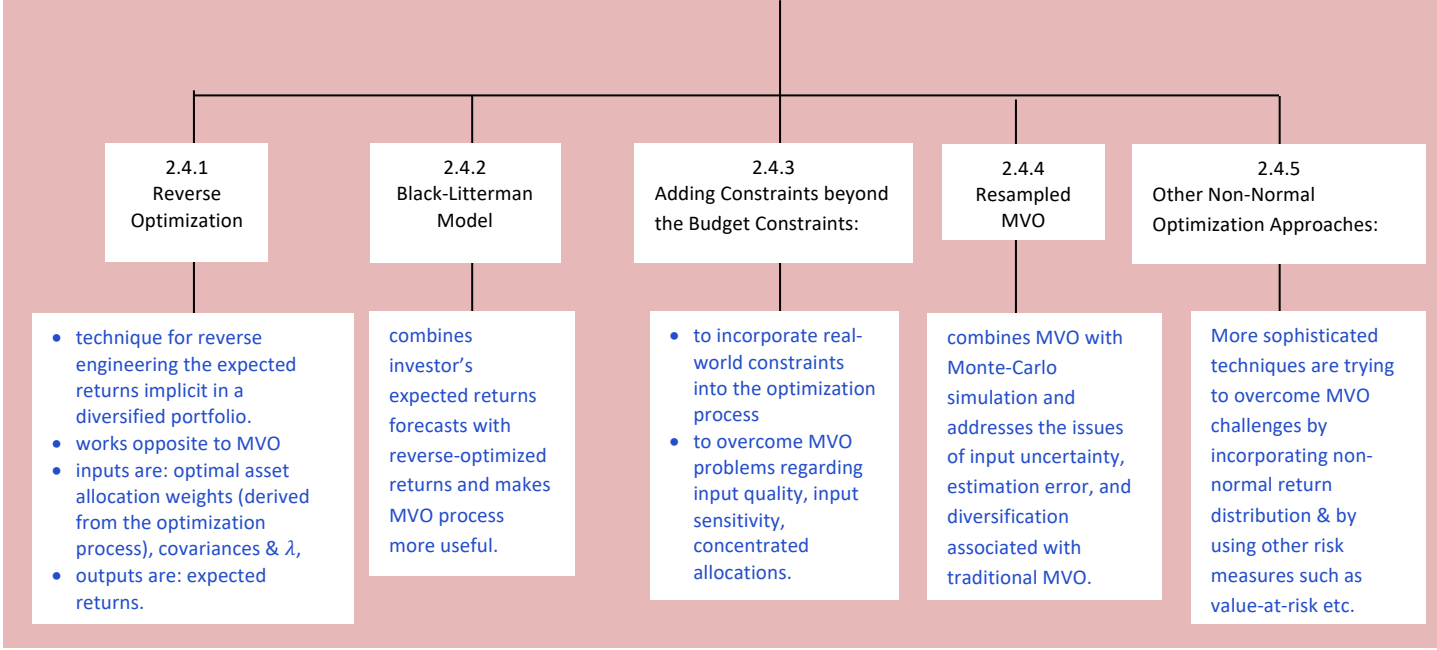 2.4.1
Reverse
Optimization
2.4.2
Black-Litterman
Model
2.4.3
Adding Constraints beyond
the Budget Constraints:
2.4.4
Resampled
MVO
2.4.5
Other Non-Normal
Optimization Approaches:
• technique for reverse
engineering the expected
returns implicit in a
diversified portfolio.
• works opposite to MVO
• inputs are: optimal asset
allocation weights (derived
from the optimization
process), covariances & 𝜆,
• outputs are: expected
returns.
combines
investor’s
expected returns
forecasts with
reverse-optimized
returns and makes
MVO process
more useful.
• to incorporate real-
world constraints
into the optimization
process
• to overcome MVO
problems regarding
input quality, input
sensitivity,
concentrated
allocations.
combines MVO with
Monte-Carlo
simulation and
addresses the issues
of input uncertainty,
estimation error, and
diversification
associated with
traditional MVO.
More sophisticated
techniques are trying
to overcome MVO
challenges by
incorporating non-
normal return
distribution & by
using other risk
measures such as
value-at-risk etc.